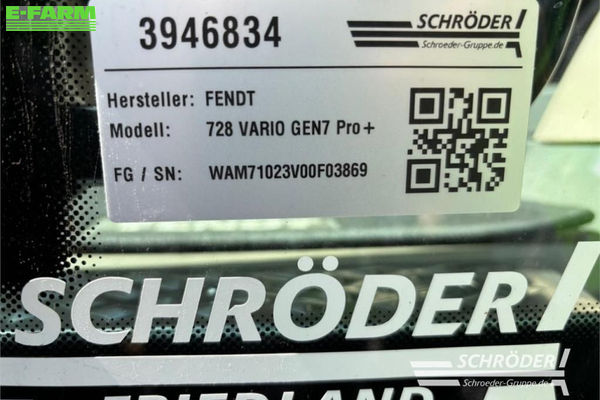 E-FARM
3946834
SCHRÖDER
Schroeder-Gruppe.de
Hersteller: FENDT
Modell: 728 VARIO GEN7 Pro+
FG / SN: WAM71023V00F03869
SCHRÖDER
SCHRÖDER
Schroeder-Gruppe.de
FRIEDLAND